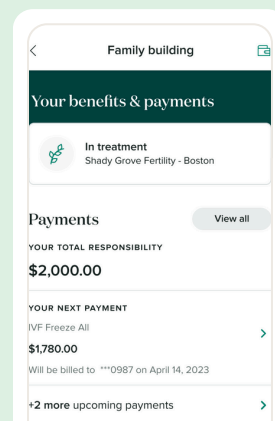 Family building
Your benefits & payments
In treatment
Shady Grove Fertility - Boston
Payments
View all
YOUR TOTAL RESPONSIBILITY
$2,000.00
YOUR NEXT PAYMENT
IVF Freeze All
$1,780.00
Will be billed to ***0987 on April 14, 2023
+2 more upcoming payments